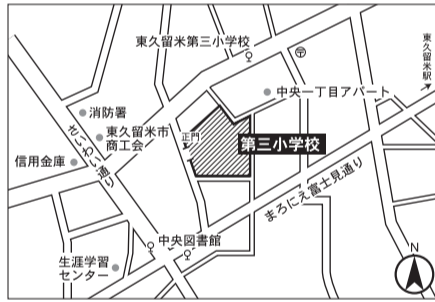 東久留米第三小学校
〒
東久留米駅
中央一丁目アパート
消防署
東久留米市
商工会
正門
第三小学校
信用金庫
さいわい通り
まろにえ富士見通り
中央図書館
生涯学習
センター
N